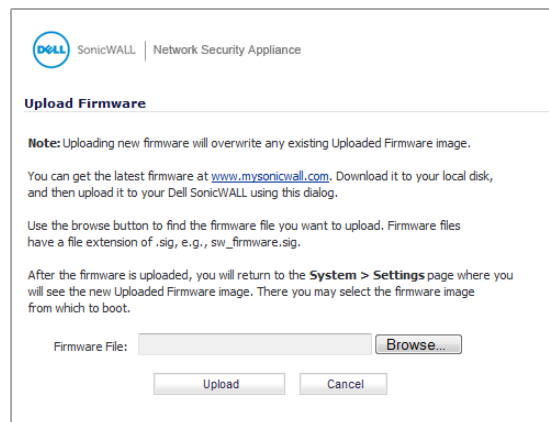 DELL SonicWALL | Network Security Appliance
Upload Firmware
Note: Uploading new firmware will overwrite any existing Uploaded Firmware image.
You can get the latest firmware at www.mysonicwall.com. Download it to your local disk,
and then upload it to your Dell SonicWALL using this dialog.
Use the browse button to find the firmware file you want to upload. Firmware files
have a file extension of .sig, e.g., sw_firmware.sig.
After the firmware is uploaded, you will return to the System > Settings page where you
will see the new Uploaded Firmware image. There you may select the firmware image
from which to boot.
Firmware File: Browse...
Upload Cancel